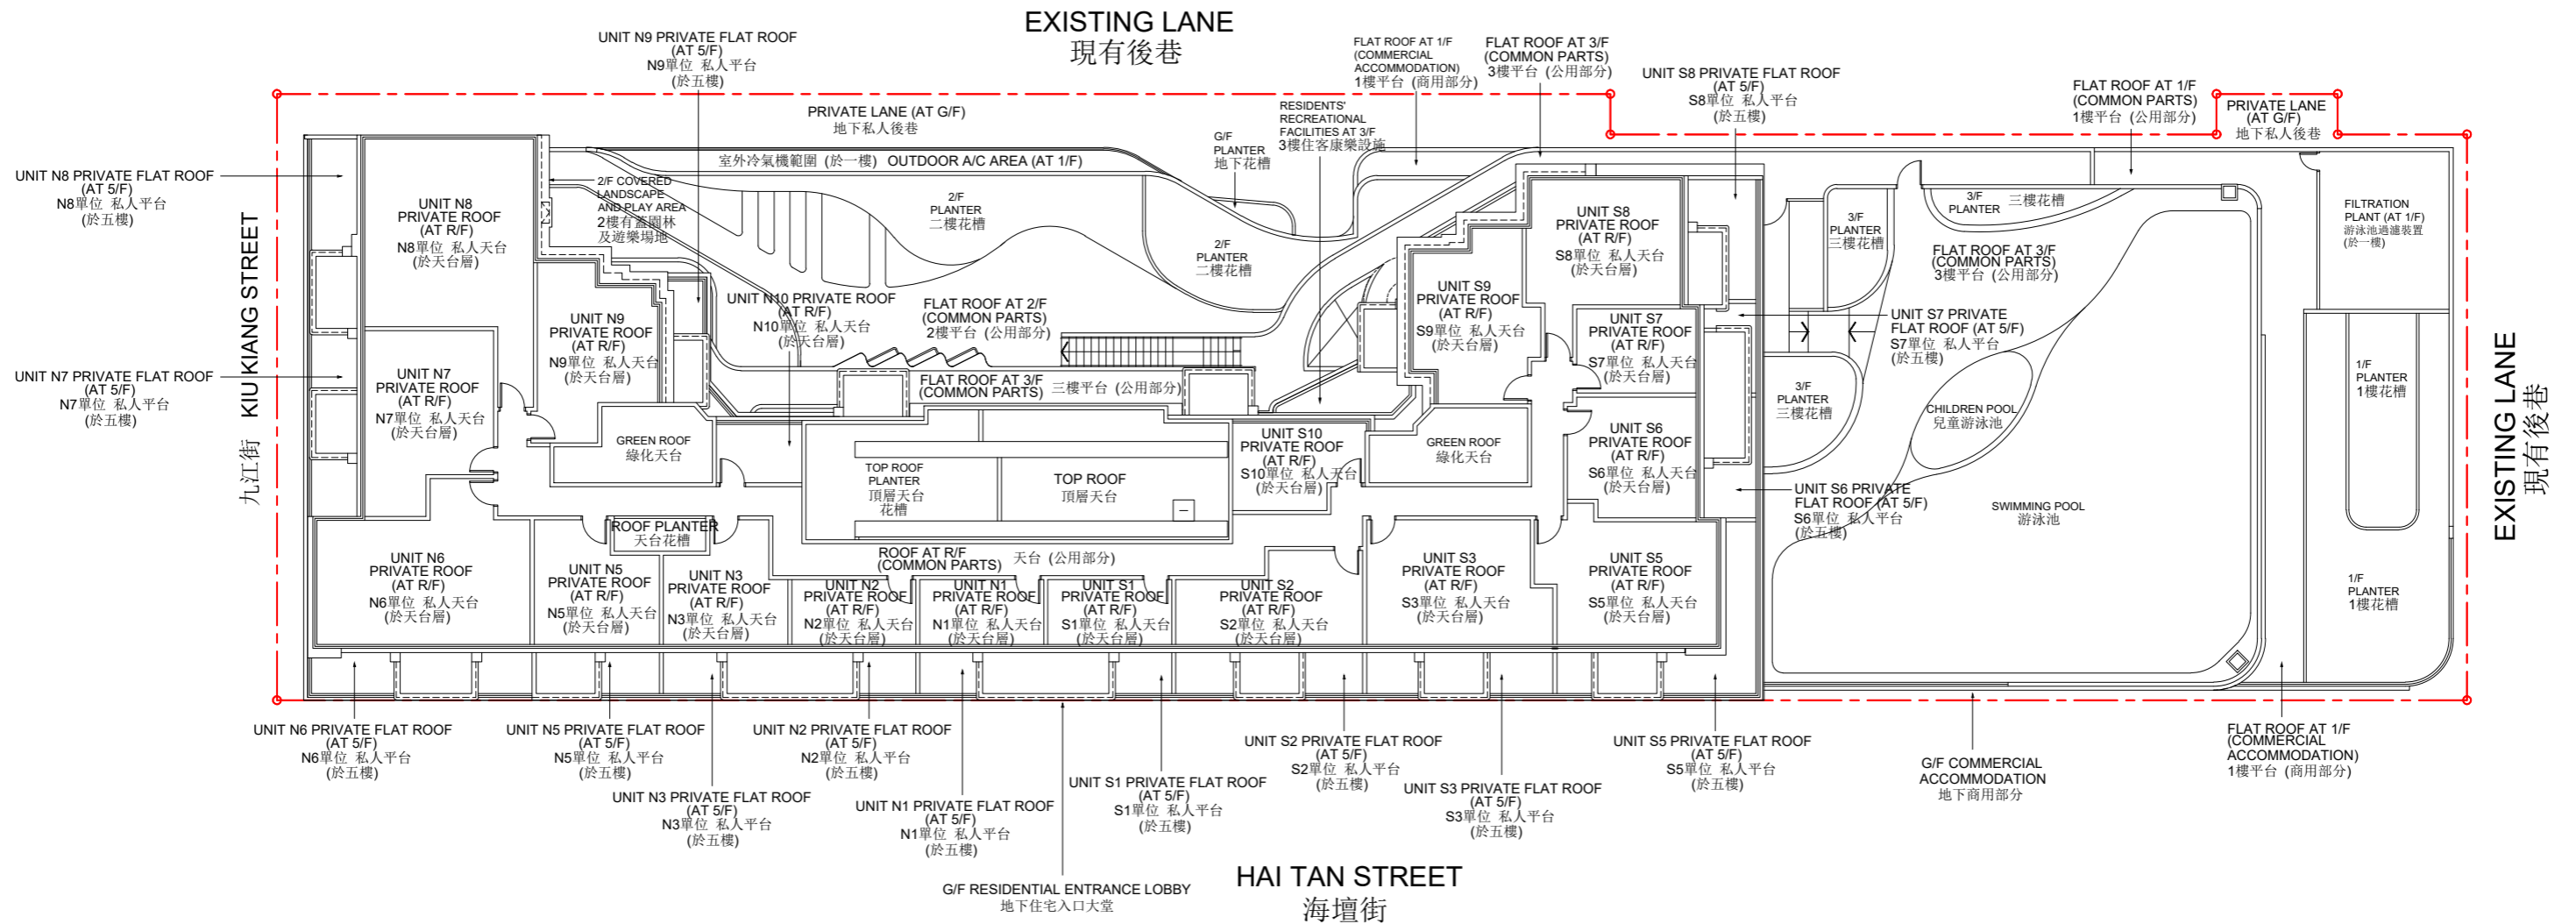 EXISTING LANE
現有後巷
UNIT N9 PRIVATE FLAT ROOF
(AT 5/F)
N9單位 私人平台
(於五樓)
FLAT ROOF AT 1/F
(COMMERCIAL
ACCOMMODATION)
1樓平台 (商用部分)
FLAT ROOF AT 3/F
(COMMON PARTS)
3樓平台 (公用部分)
UNIT S8 PRIVATE FLAT ROOF
(AT 5/F)
S8單位 私人平台
(於五樓)
FLAT ROOF AT 1/F
(COMMON PARTS)
1樓平台 (公用部分)
PRIVATE LANE
(AT G/F)
地下私人後巷
PRIVATE LANE (AT G/F)
地下私人後巷
RESIDENTS'
RECREATIONAL
FACILITIES AT 3/F
3樓住客康樂設施
G/F
PLANTER
地下花槽
室外冷氣機範圍 (於一樓) OUTDOOR A/C AREA (AT 1/F)
UNIT N8 PRIVATE FLAT ROOF
(AT 5/F)
N8單位 私人平台
(於五樓)
2/F COVERED
LANDSCAPE
AND PLAY AREA
2樓有蓋園林
及遊樂場地
UNIT N8
PRIVATE ROOF
(AT R/F)
N8單位 私人天台
(於天台層)
2/F
PLANTER
二樓花槽
2/F
PLANTER
二樓花槽
UNIT S8
PRIVATE ROOF
(AT R/F)
S8單位 私人天台
(於天台層)
3/F
PLANTER
三樓花槽
3/F
PLANTER
三樓花槽
FLAT ROOF AT 3/F
(COMMON PARTS)
3樓平台 (公用部分)
FILTRATION
PLANT (AT 1/F)
游泳池過濾裝置
(於一樓)
九江街 KIU KIANG STREET
UNIT N9
PRIVATE ROOF
(AT R/F)
N9單位 私人天台
(於天台層)
UNIT N10 PRIVATE ROOF
(AT R/F)
N10單位 私人天台
(於天台層)
FLAT ROOF AT 2/F
(COMMON PARTS)
2樓平台 (公用部分)
UNIT S9
PRIVATE ROOF
(AT R/F)
S9單位 私人天台
(於天台層)
UNIT S7
PRIVATE ROOF
(AT R/F)
S7單位 私人天台
(於天台層)
UNIT S7 PRIVATE
FLAT ROOF (AT 5/F)
S7單位 私人平台
(於五樓)
EXISTING LANE
現有後巷
UNIT N7 PRIVATE FLAT ROOF
(AT 5/F)
N7單位 私人平台
(於五樓)
UNIT N7
PRIVATE ROOF
(AT R/F)
N7單位 私人天台
(於天台層)
FLAT ROOF AT 3/F
(COMMON PARTS) 三樓平台 (公用部分)
3/F
PLANTER
三樓花槽
CHILDREN POOL
兒童游泳池
1/F
PLANTER
1樓花槽
GREEN ROOF
綠化天台
UNIT S10
PRIVATE ROOF
(AT R/F)
S10單位 私人天台
(於天台層)
GREEN ROOF
綠化天台
UNIT S6
PRIVATE ROOF
(AT R/F)
S6單位 私人天台
(於天台層)
TOP ROOF
PLANTER
頂層天台
花槽
TOP ROOF
頂層天台
UNIT S6 PRIVATE
FLAT ROOF (AT 5/F)
S6單位 私人平台
(於五樓)
SWIMMING POOL
游泳池
ROOF PLANTER
天台花槽
ROOF AT R/F
(COMMON PARTS) 天台 (公用部分)
UNIT N6
PRIVATE ROOF
(AT R/F)
N6單位 私人天台
(於天台層)
UNIT N5
PRIVATE ROOF
(AT R/F)
N5單位 私人天台
(於天台層)
UNIT N3
PRIVATE ROOF
(AT R/F)
N3單位 私人天台
(於天台層)
UNIT N2
PRIVATE ROOF
(AT R/F)
N2單位 私人天台
(於天台層)
UNIT N1
PRIVATE ROOF
(AT R/F)
N1單位 私人天台
(於天台層)
UNIT S1
PRIVATE ROOF
(AT R/F)
S1單位 私人天台
(於天台層)
UNIT S2
PRIVATE ROOF
(AT R/F)
S2單位 私人天台
(於天台層)
UNIT S3
PRIVATE ROOF
(AT R/F)
S3單位 私人天台
(於天台層)
UNIT S5
PRIVATE ROOF
(AT R/F)
S5單位 私人天台
(於天台層)
1/F
PLANTER
1樓花槽
UNIT N6 PRIVATE FLAT ROOF
(AT 5/F)
N6單位 私人平台
(於五樓)
UNIT N5 PRIVATE FLAT ROOF
(AT 5/F)
N5單位 私人平台
(於五樓)
UNIT N3 PRIVATE FLAT ROOF
(AT 5/F)
N3單位 私人平台
(於五樓)
UNIT N2 PRIVATE FLAT ROOF
(AT 5/F)
N2單位 私人平台
(於五樓)
UNIT N1 PRIVATE FLAT ROOF
(AT 5/F)
N1單位 私人平台
(於五樓)
UNIT S1 PRIVATE FLAT ROOF
(AT 5/F)
S1單位 私人平台
(於五樓)
UNIT S2 PRIVATE FLAT ROOF
(AT 5/F)
S2單位 私人平台
(於五樓)
UNIT S3 PRIVATE FLAT ROOF
(AT 5/F)
S3單位 私人平台
(於五樓)
UNIT S5 PRIVATE FLAT ROOF
(AT 5/F)
S5單位 私人平台
(於五樓)
G/F COMMERCIAL
ACCOMMODATION
地下商用部分
FLAT ROOF AT 1/F
(COMMERCIAL
ACCOMMODATION)
1樓平台 (商用部分)
G/F RESIDENTIAL ENTRANCE LOBBY
地下住宅入口大堂
HAI TAN STREET
海壇街